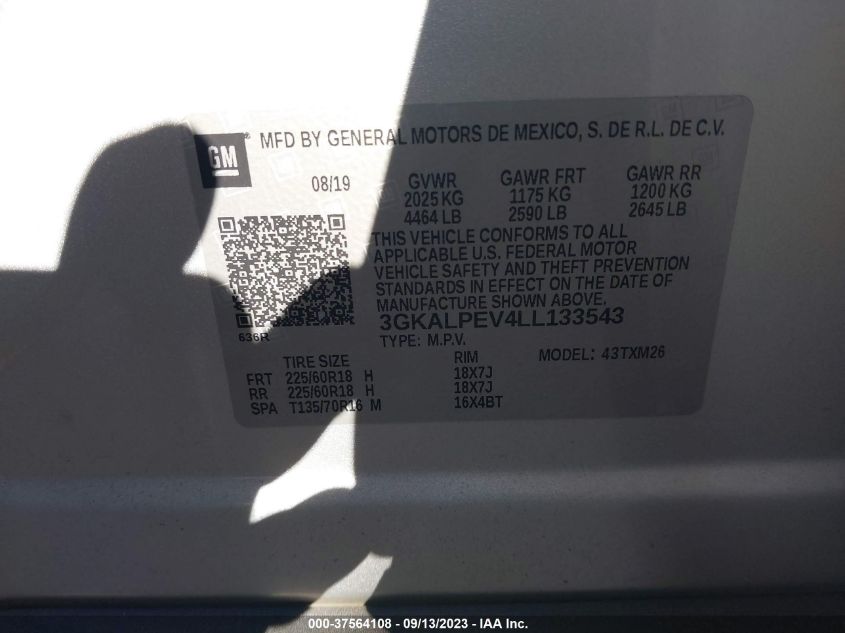 GM
MFD BY GENERAL MOTORS DE MEXICO, S. DE R.L. DE C.V.
08/19
GVWR GAWR FRT GAWR RR
2025 KG 1175 KG 1200 KG
4464 LB 2590 LB 2645 LB
THIS VEHICLE CONFORMS TO ALL
APPLICABLE U.S. FEDERAL MOTOR
VEHICLE SAFETY AND THEFT PREVENTION
STANDARDS IN EFFECT ON THE DATE OF
MANUFACTURE SHOWN ABOVE.
3GKALPEV4LL133543
636R
TYPE: M.P.V.
MODEL: 43TXM26
TIRE SIZE RIM
FRT 225/60R18 H 18X7J
RR 225/60R18 H 18X7J
SPA T135/70R16 M 16X4BT
000-37564108 - 09/13/2023 - IAA Inc.